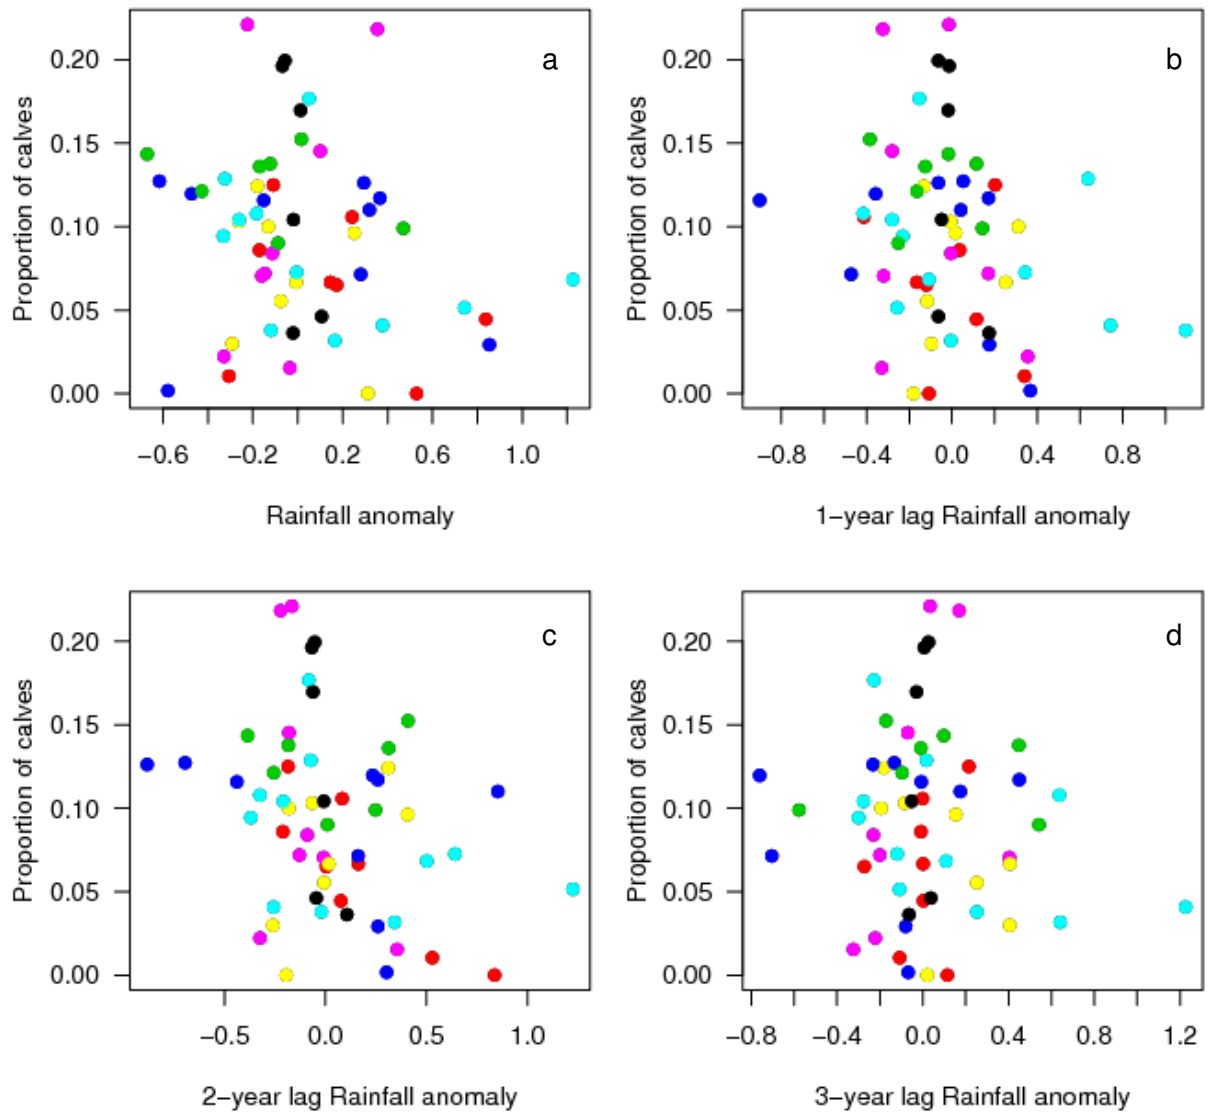 a
Proportion of calves
0.20
0.15
0.10
0.05
0.00
−0.6 −0.2 0.2 0.6 1.0
Rainfall anomaly
b
Proportion of calves
0.20
0.15
0.10
0.05
0.00
−0.8 −0.4 0.0 0.4 0.8
1−year lag Rainfall anomaly
c
Proportion of calves
0.20
0.15
0.10
0.05
0.00
−0.5 0.0 0.5 1.0
2−year lag Rainfall anomaly
d
Proportion of calves
0.20
0.15
0.10
0.05
0.00
−0.8 −0.4 0.0 0.4 0.8 1.2
3−year lag Rainfall anomaly